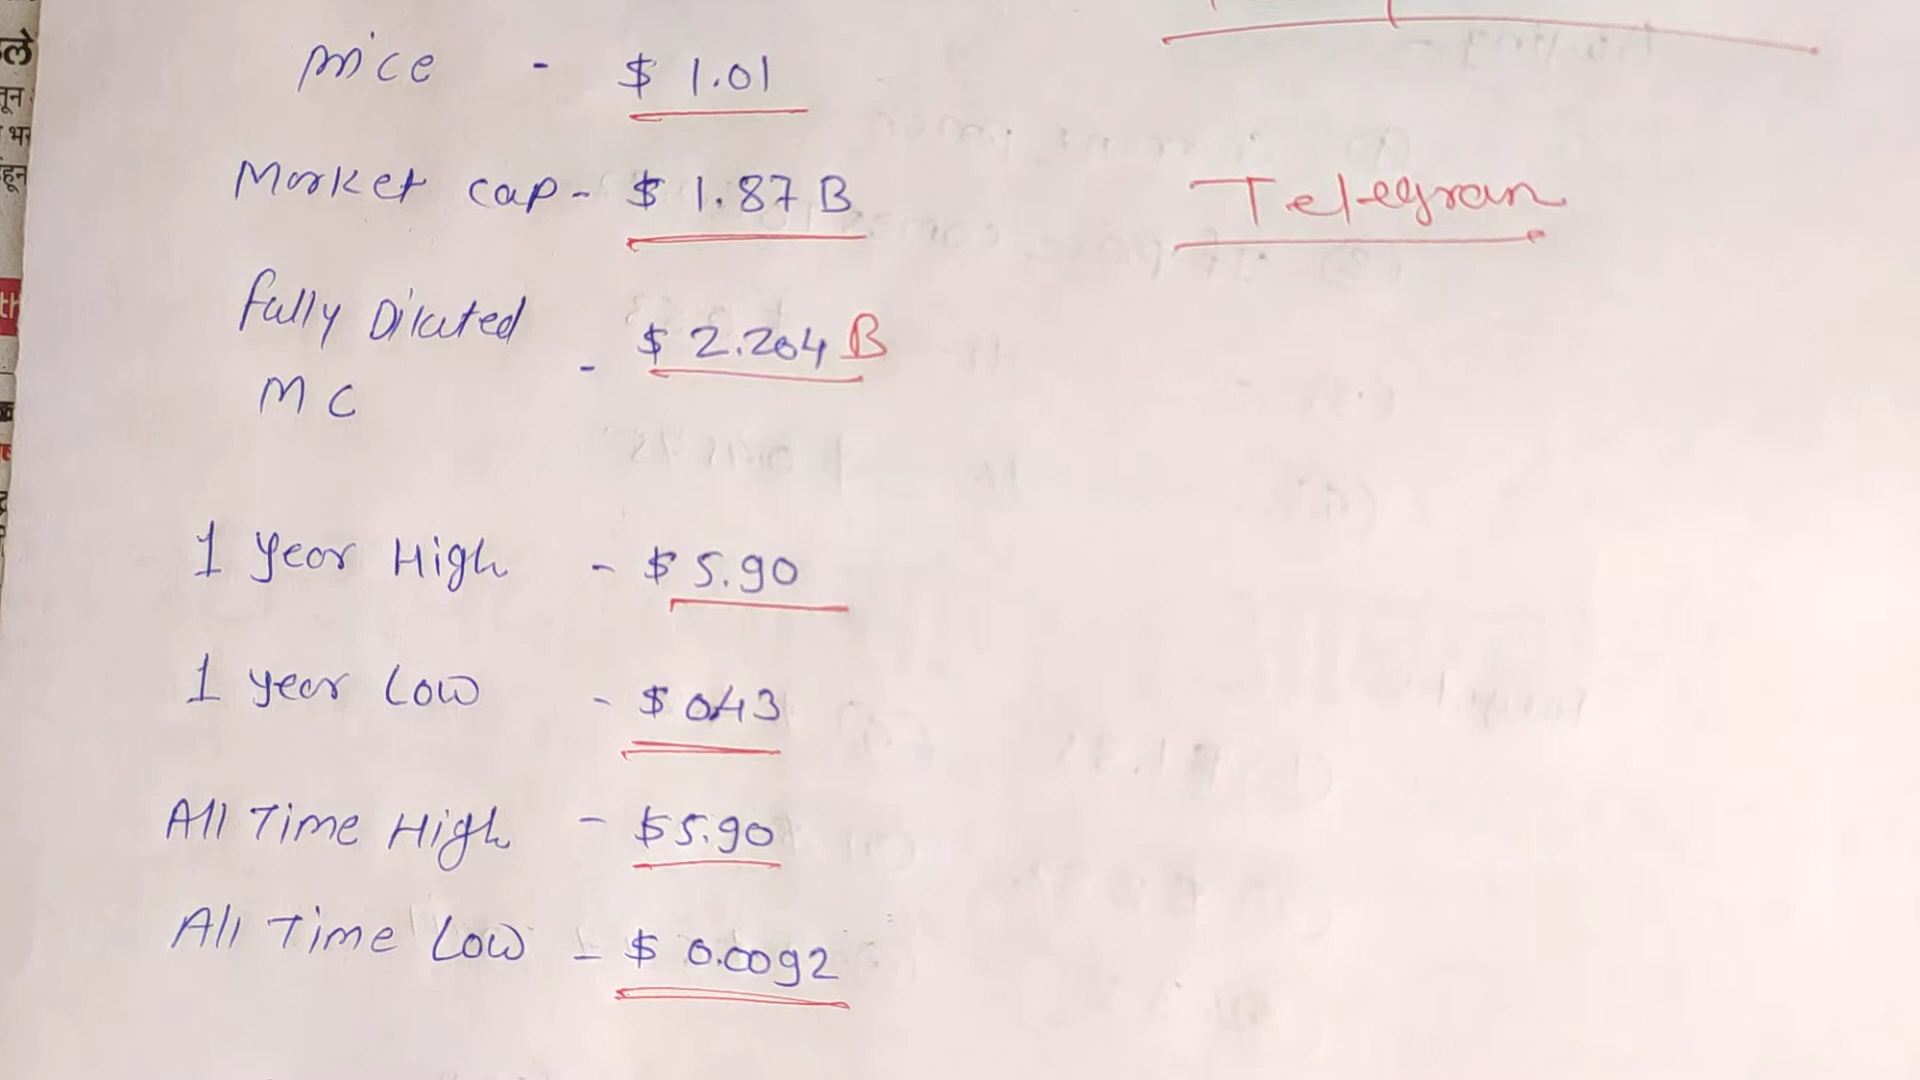 price - $ 1.01
Market cap - $ 1.87 B
Telegram
Fully Diluted
MC - $ 2.204 B
1 Year High - $ 5.90
1 year Low - $ 0.43
All Time High - $5.90
All Time Low - $ 0.0092